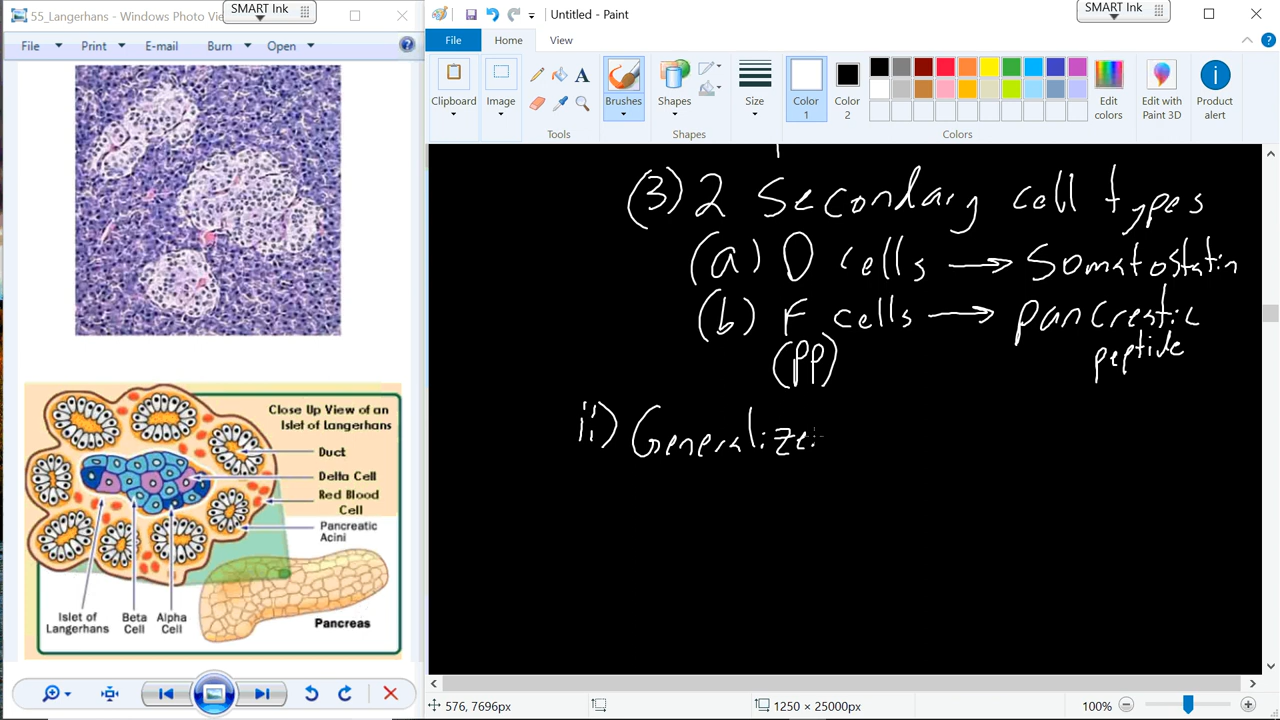 55_Langerhans - Windows Photo Vie
SMART Ink
File Print E-mail Burn Open
Close Up View of an
Islet of Langerhans
Duct
Delta Cell
Red Blood
Cell
Pancreatic
Acini
Islet of
Langerhans
Beta
Cell
Alpha
Cell
Pancreas
Untitled - Paint
SMART Ink
File Home View
Clipboard
Image
Tools
Brushes
Shapes
Shapes
Size
Color
1
Color
2
Edit
colors
Colors
Edit with
Paint 3D
Product
alert
(3) 2 Secondary cell types
(a) D cells → Somatostatin
(b) F cells → pancreatic
(PP) peptide
ii) Generalize
576, 7696px
1250 × 25000px
100%